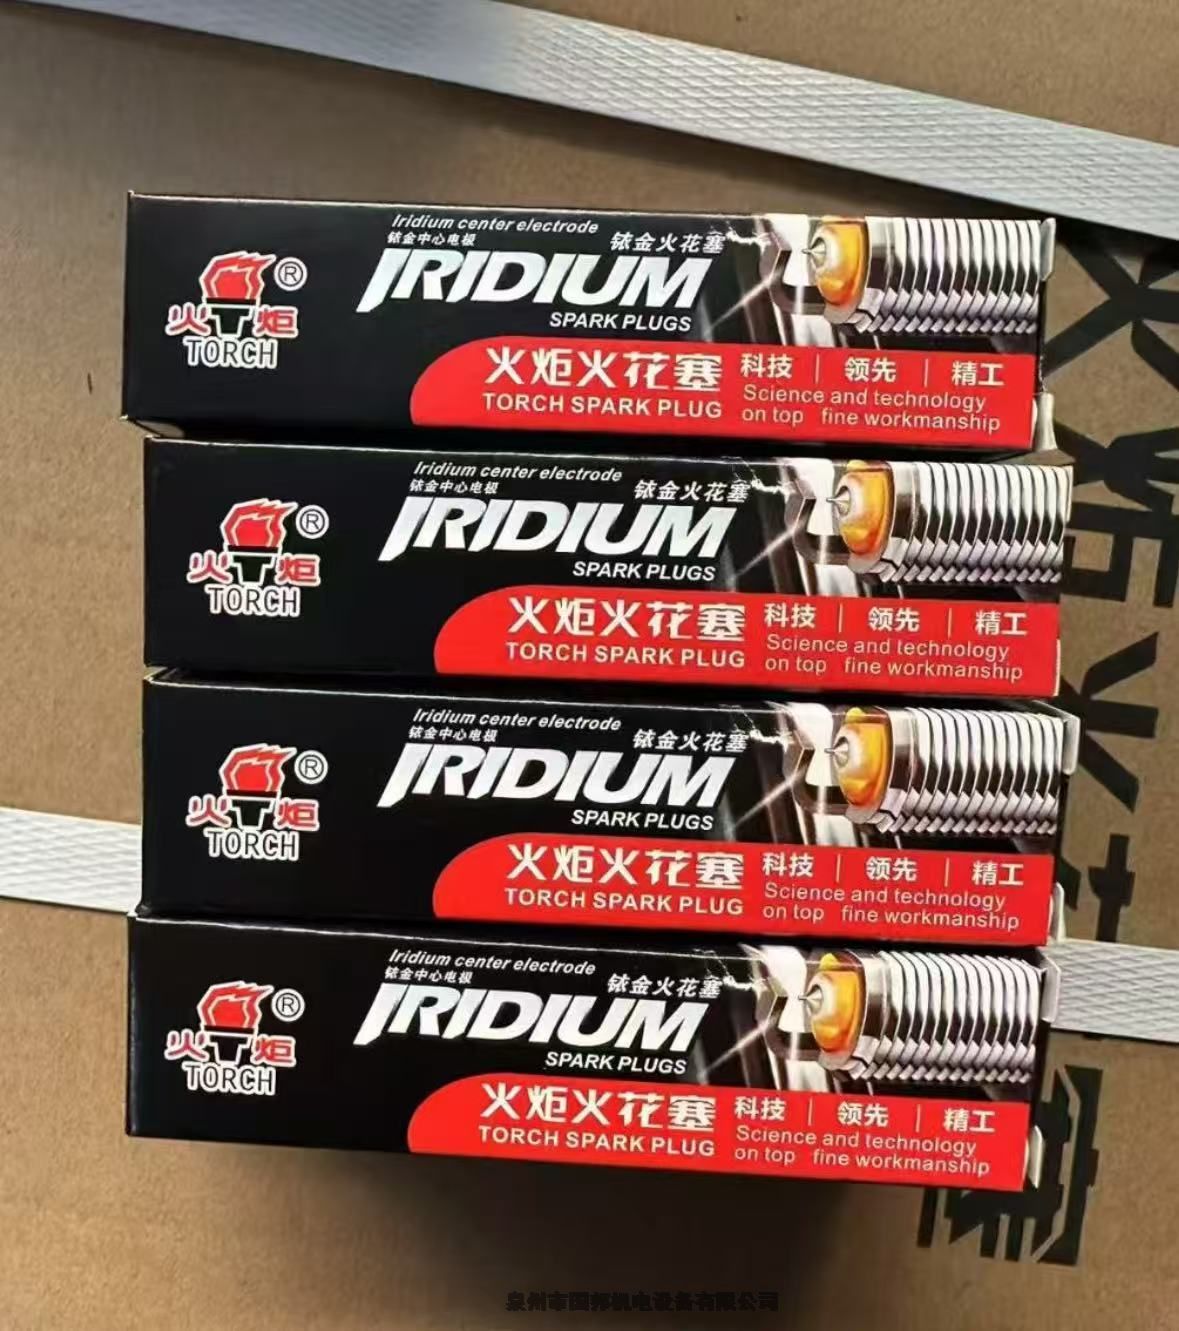 Iridium center electrode
铱金中心电极
铱金火花塞
IRIDIUM
SPARK PLUGS
®
火炬
TORCH
火炬火花塞
TORCH SPARK PLUG
科技 | 领先 | 精工
Science and technology
on top fine workmanship
Iridium center electrode
铱金中心电极
铱金火花塞
IRIDIUM
SPARK PLUGS
®
火炬
TORCH
火炬火花塞
TORCH SPARK PLUG
科技 | 领先 | 精工
Science and technology
on top fine workmanship
Iridium center electrode
铱金中心电极
铱金火花塞
IRIDIUM
SPARK PLUGS
®
火炬
TORCH
火炬火花塞
TORCH SPARK PLUG
科技 | 领先 | 精工
Science and technology
on top fine workmanship
Iridium center electrode
铱金中心电极
铱金火花塞
IRIDIUM
SPARK PLUGS
®
火炬
TORCH
火炬火花塞
TORCH SPARK PLUG
科技 | 领先 | 精工
Science and technology
on top fine workmanship
泉州市国邦机电设备有限公司